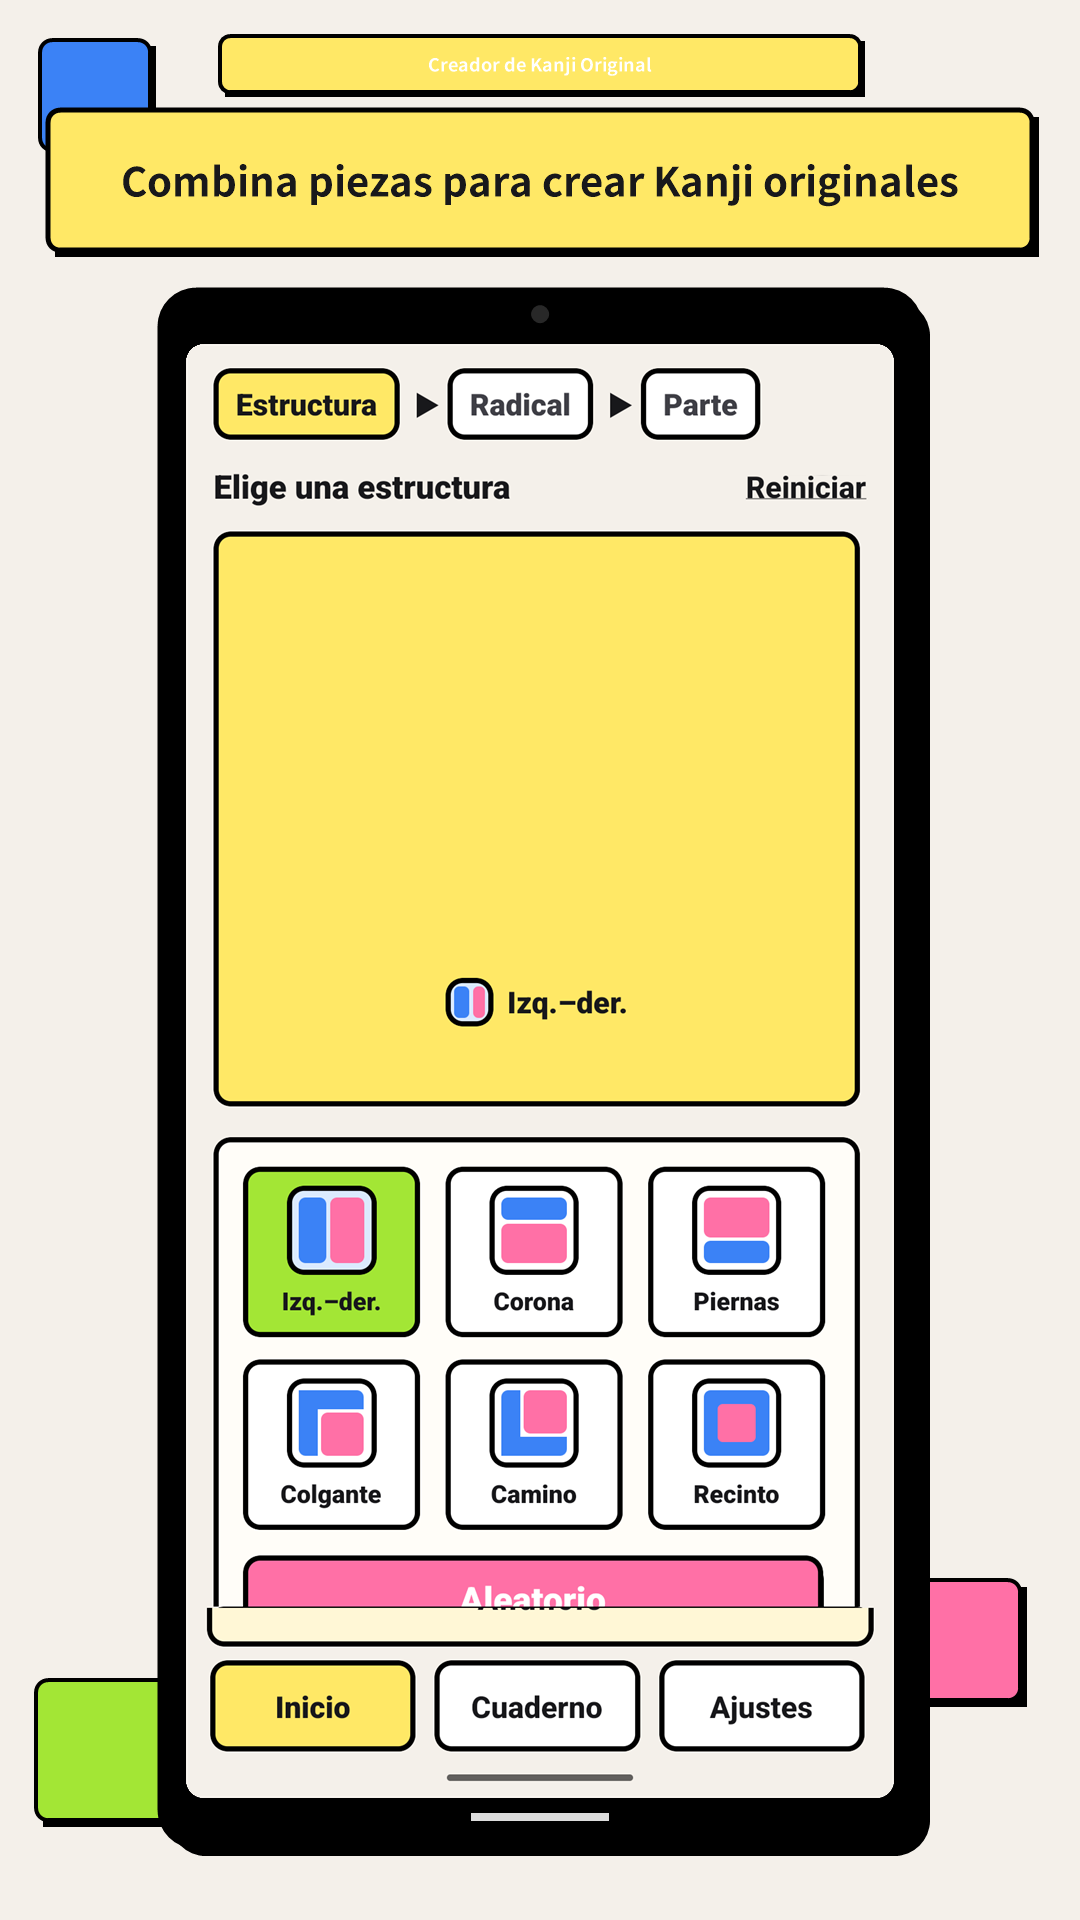 Creador de Kanji Original
Combina piezas para crear Kanji originales
Estructura ▶ Radical ▶ Parte
Elige una estructura Reiniciar
Izq.–der.
Izq.–der. Corona Piernas
Colgante Camino Recinto
Aleatorio
Inicio Cuaderno Ajustes